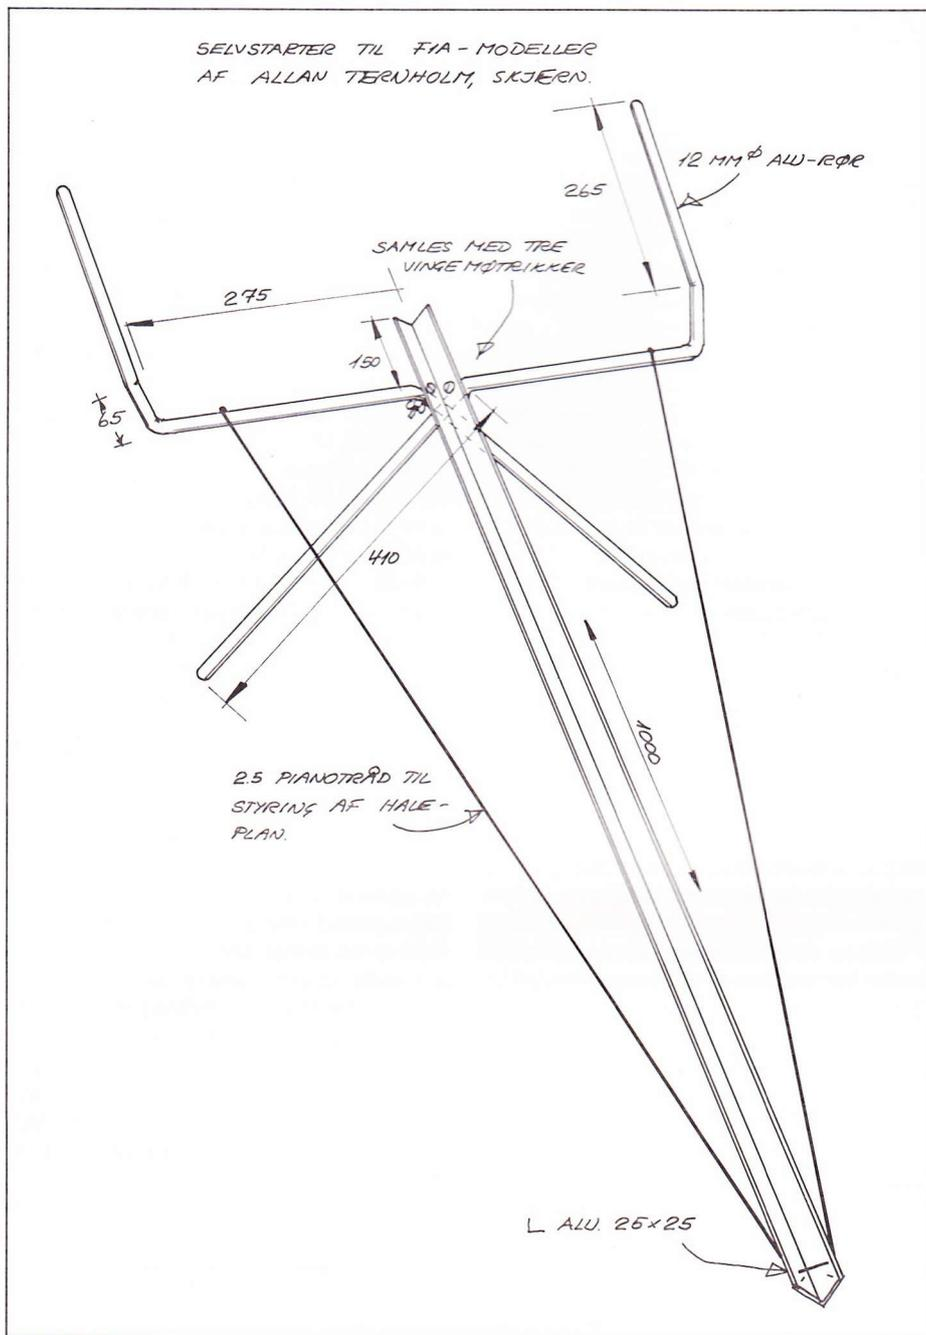 SELVSTARTER TIL F1A - MODELLER
AF ALLAN TERNHOLM, SKJERN.
12 MM Ø ALU-RØR
265
SAMLES MED TRE
VINGEMØTRIKKER
275
150
65
410
1000
2.5 PIANOTRÅD TIL
STYRING AF HALE-
PLAN.
L ALU. 25×25